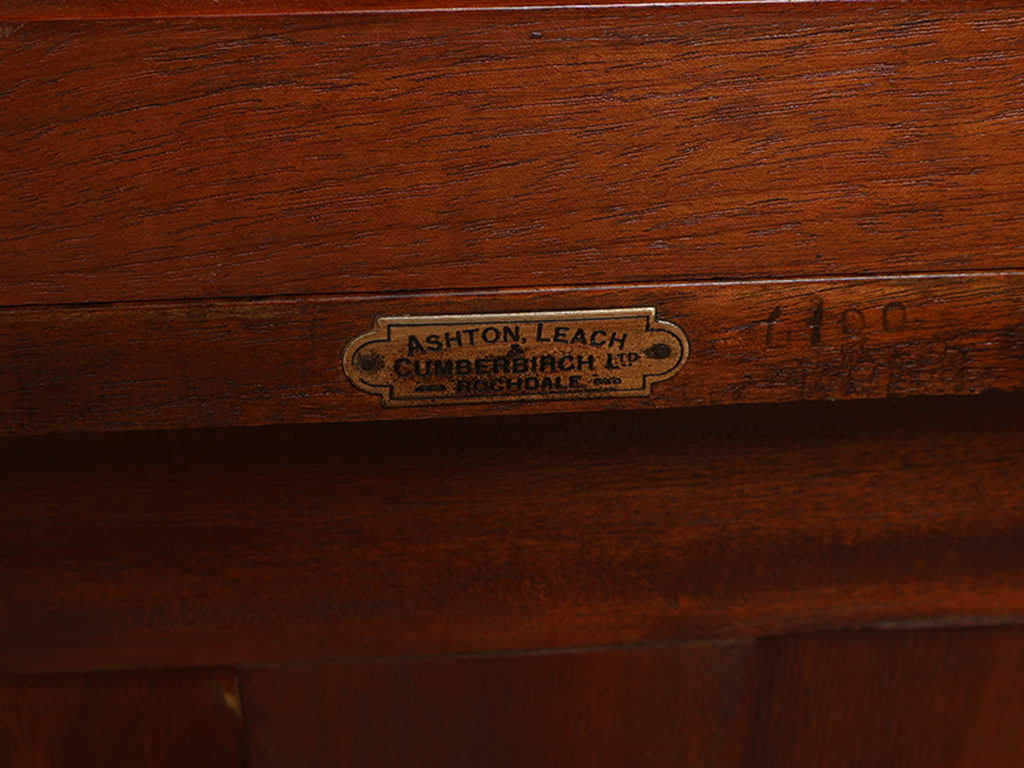 ASHTON, LEACH
&
CUMBERBIRCH LTD
ROCHDALE